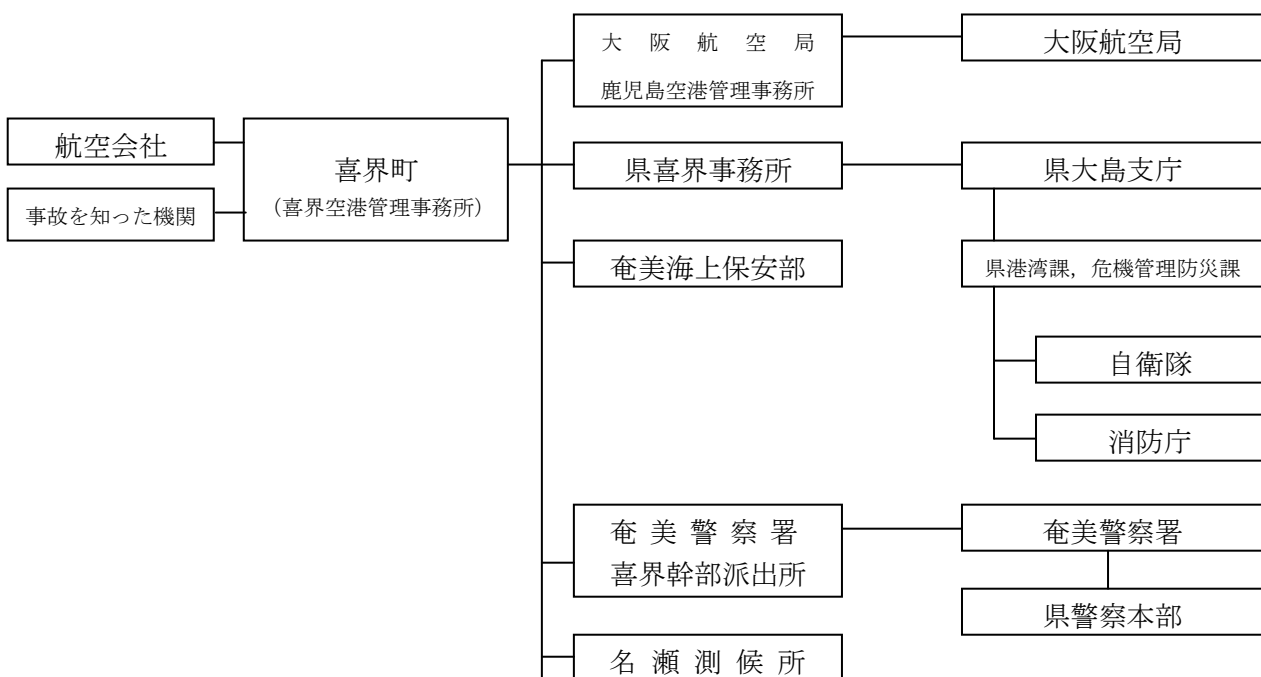 航空会社
事故を知った機関
喜界町
（喜界空港管理事務所）
大阪航空局
鹿児島空港管理事務所
大阪航空局
県喜界事務所
県大島支庁
奄美海上保安部
県港湾課，危機管理防災課
自衛隊
消防庁
奄美警察署
喜界幹部派出所
奄美警察署
県警察本部
名瀬測候所